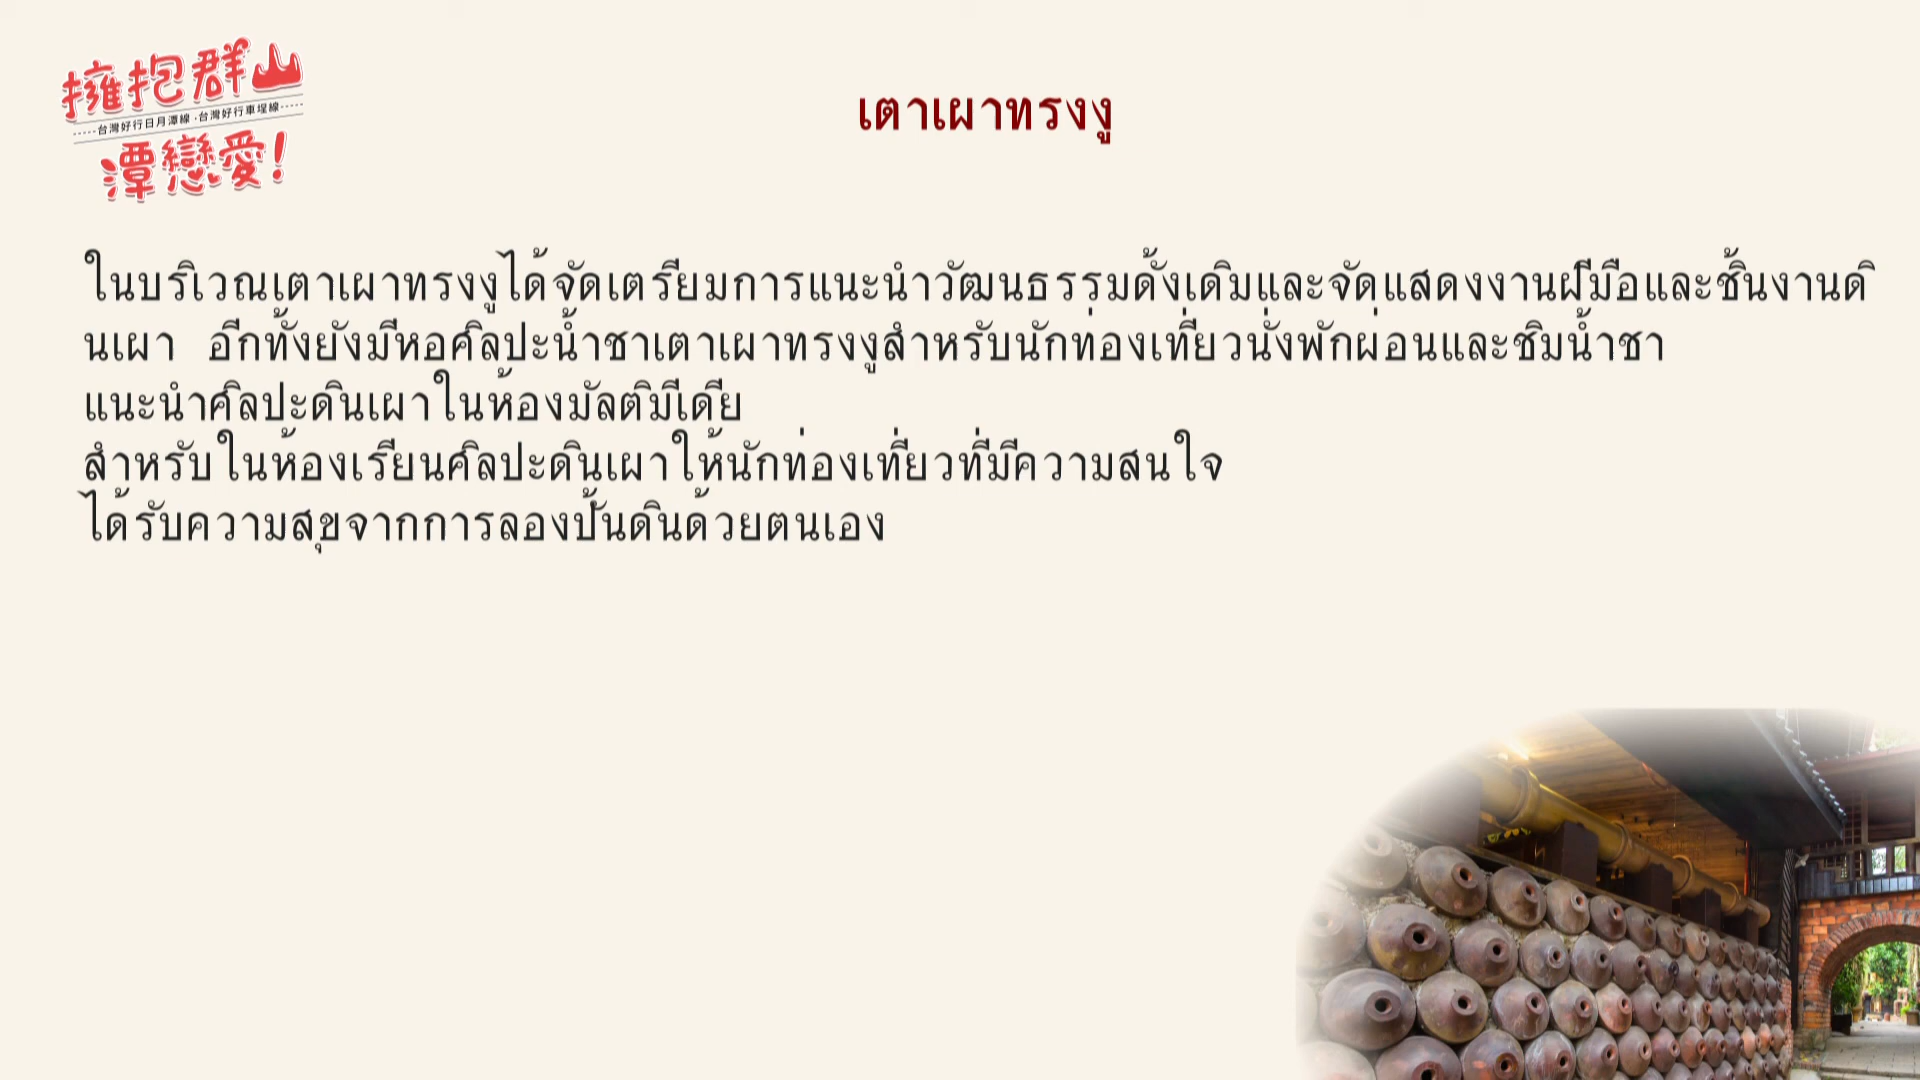 擁抱群山
-----台灣好行日月潭線‧台灣好行車埕線-----
潭戀愛!
เตาเผาทรงงู
ในบริเวณเตาเผาทรงงูได้จัดเตรียมการแนะนำวัฒนธรรมดั้งเดิมและจัดแสดงงานฝีมือและชิ้นงานดิ
นเผา อีกทั้งยังมีหอศิลปะน้ำชาเตาเผาทรงงูสำหรับนักท่องเที่ยวนั่งพักผ่อนและชิมน้ำชา
แนะนำศิลปะดินเผาในห้องมัลติมีเดีย
สำหรับในห้องเรียนศิลปะดินเผาให้นักท่องเที่ยวที่มีความสนใจ
ได้รับความสุขจากการลองปั้นดินด้วยตนเอง